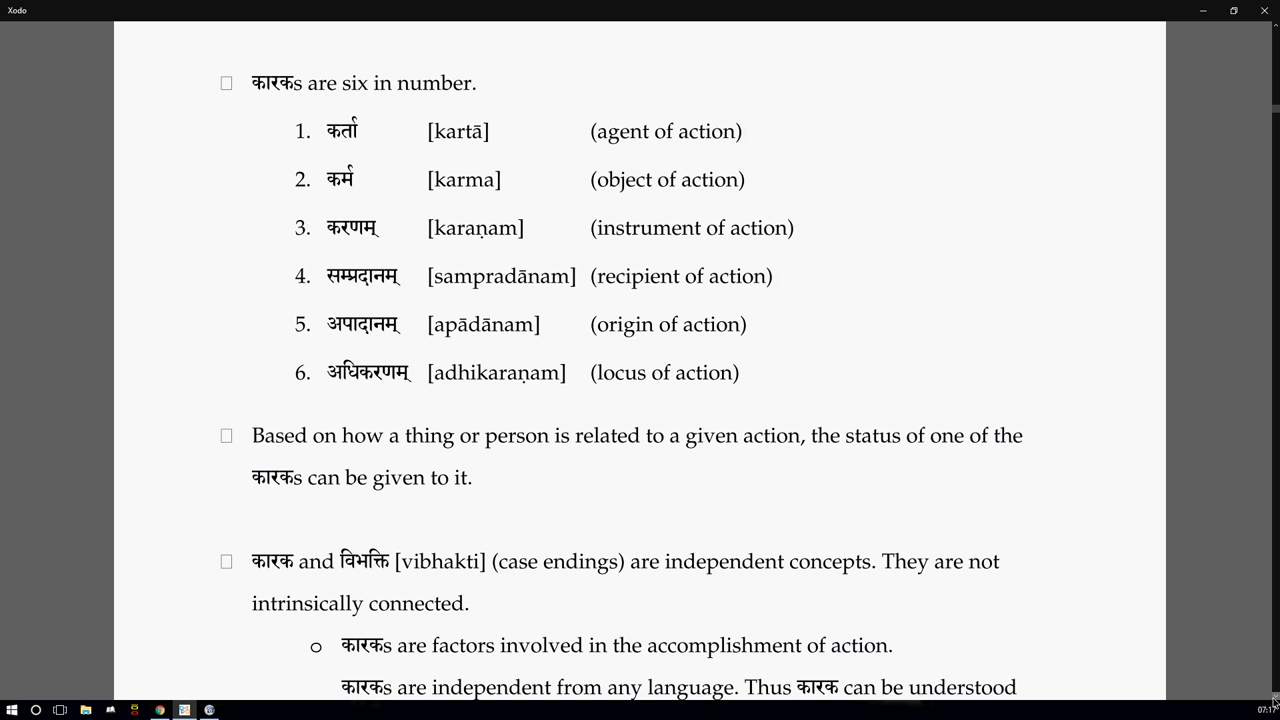 Xodo
कारकs are six in number.
1. कर्ता [kartā] (agent of action)
2. कर्म [karma] (object of action)
3. करणम् [karaṇam] (instrument of action)
4. सम्प्रदानम् [sampradānam] (recipient of action)
5. अपादानम् [apādānam] (origin of action)
6. अधिकरणम् [adhikaraṇam] (locus of action)
Based on how a thing or person is related to a given action, the status of one of the
कारकs can be given to it.
कारक and विभक्ति [vibhakti] (case endings) are independent concepts. They are not
intrinsically connected.
o कारकs are factors involved in the accomplishment of action.
कारकs are independent from any language. Thus कारक can be understood
07:17